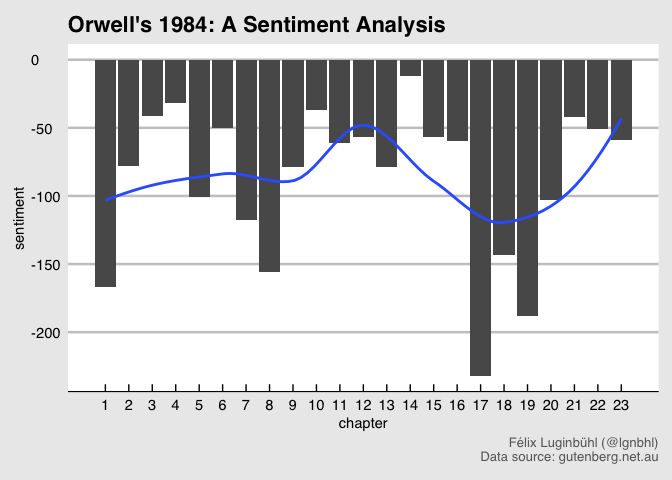 Orwell's 1984: A Sentiment Analysis
0
-50
-100
-150
-200
sentiment
1 2 3 4 5 6 7 8 9 10 11 12 13 14 15 16 17 18 19 20 21 22 23
chapter
Félix Luginbühl (@lgnbhl)
Data source: gutenberg.net.au